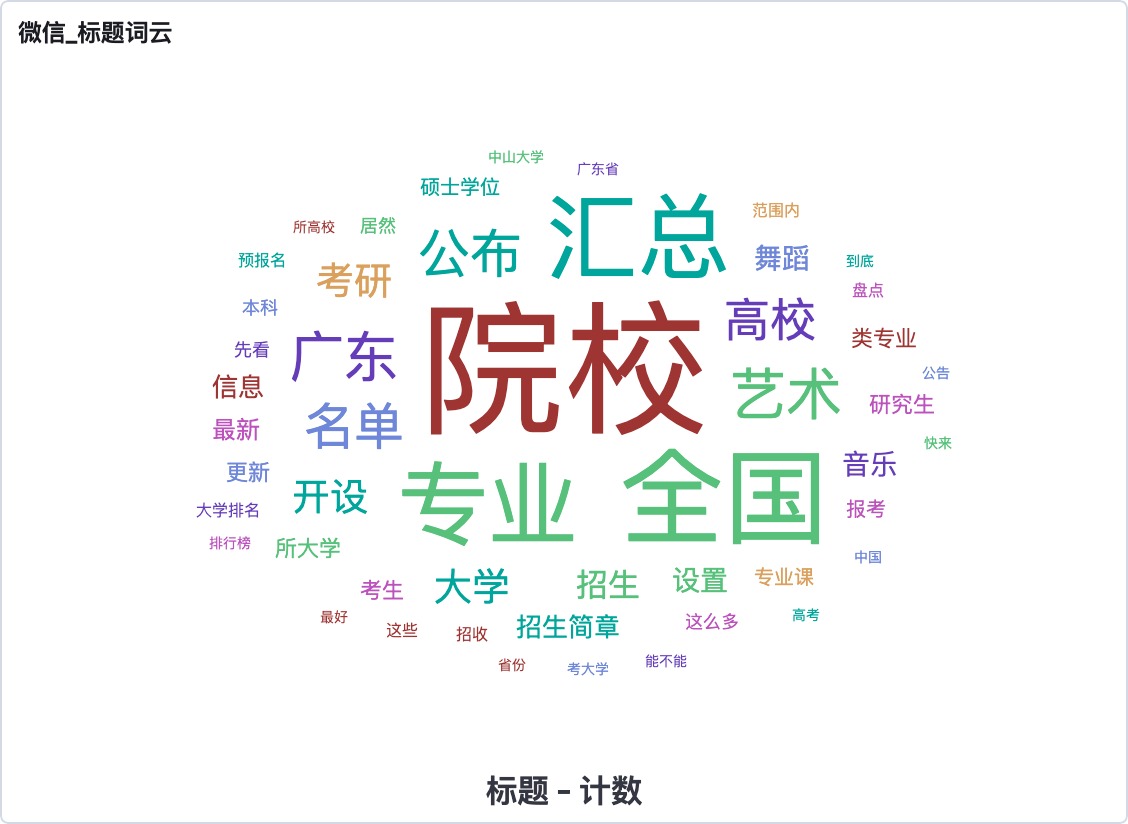 微信_标题词云
中山大学
广东省
硕士学位
汇总
范围内
所高校
居然
公布
舞蹈
预报名
考研
到底
盘点
本科
院校
高校
先看
广东
类专业
信息
艺术
公告
最新
名单
研究生
快来
更新
开设
专业
全国
音乐
大学排名
报考
排行榜
所大学
中国
考生
大学
招生
设置
专业课
最好
这些
招收
招生简章
这么多
高考
省份
考大学
能不能
标题 - 计数